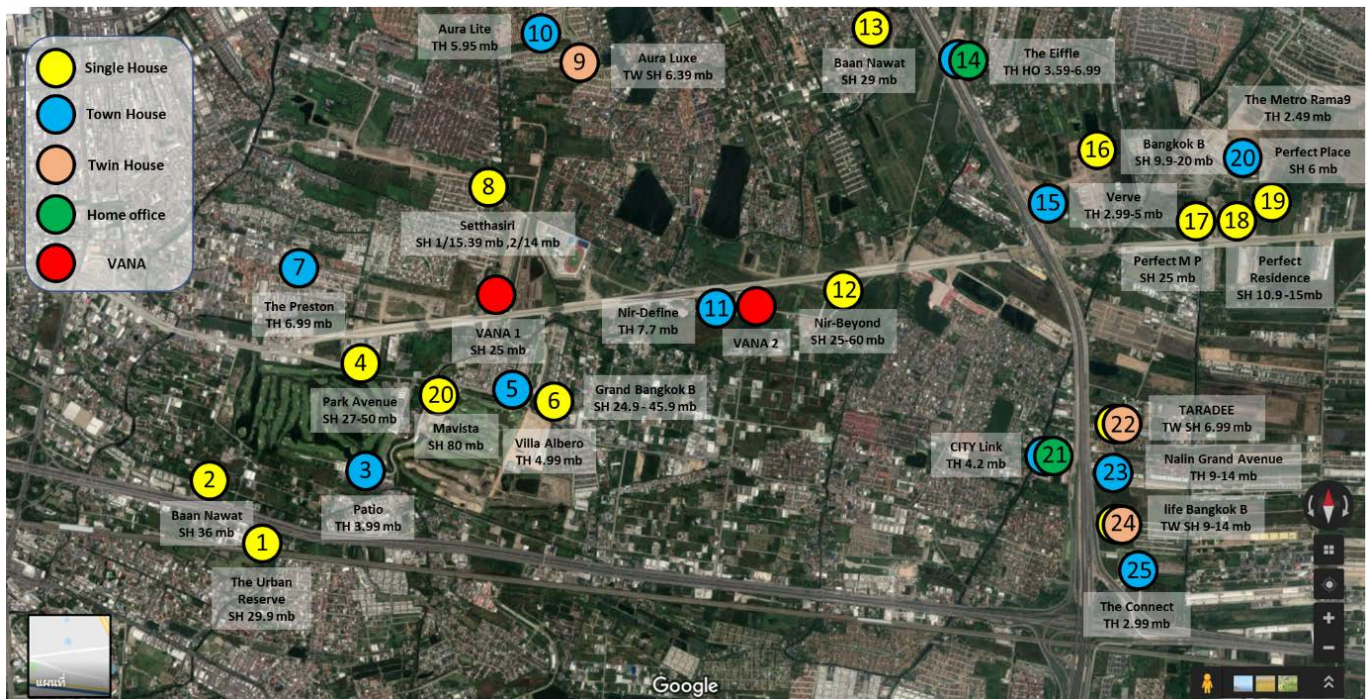 Single House
Town House
Twin House
Home office
VANA
10
Aura Lite
TH 5.95 mb
9
Aura Luxe
TW SH 6.39 mb
13
Baan Nawat
SH 29 mb
14
The Eiffle
TH HO 3.59-6.99
The Metro Rama9
TH 2.49 mb
16
Bangkok B
SH 9.9-20 mb
20
Perfect Place
SH 6 mb
15
Verve
TH 2.99-5 mb
17
18
19
Perfect M P
SH 25 mb
Perfect
Residence
SH 10.9 -15mb
8
Setthasiri
SH 1/15.39 mb ,2/14 mb
7
The Preston
TH 6.99 mb
VANA 1
SH 25 mb
11
Nir-Define
TH 7.7 mb
VANA 2
12
Nir-Beyond
SH 25-60 mb
4
Park Avenue
SH 27-50 mb
20
Mavista
SH 80 mb
5
6
Grand Bangkok B
SH 24.9 - 45.9 mb
Villa Albero
TH 4.99 mb
2
Baan Nawat
SH 36 mb
3
Patio
TH 3.99 mb
1
The Urban
Reserve
SH 29.9 mb
21
CITY Link
TH 4.2 mb
22
TARADEE
TW SH 6.99 mb
23
Nalin Grand Avenue
TH 9-14 mb
24
life Bangkok B
TW SH 9-14 mb
25
The Connect
TH 2.99 mb
แผนที่
Google